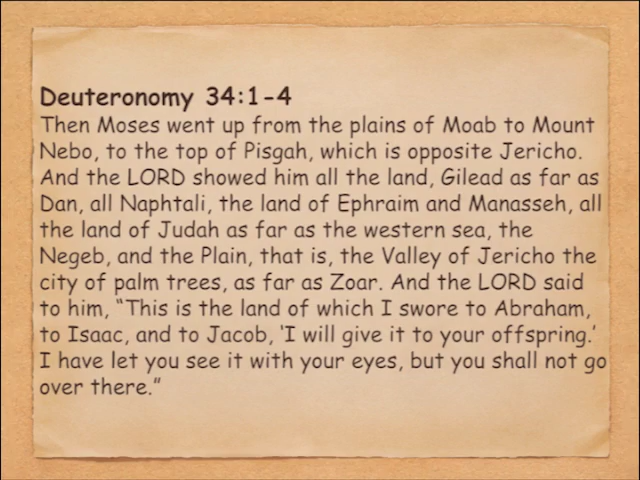 Deuteronomy 34:1-4
Then Moses went up from the plains of Moab to Mount
Nebo, to the top of Pisgah, which is opposite Jericho.
And the LORD showed him all the land, Gilead as far as
Dan, all Naphtali, the land of Ephraim and Manasseh, all
the land of Judah as far as the western sea, the
Negeb, and the Plain, that is, the Valley of Jericho the
city of palm trees, as far as Zoar. And the LORD said
to him, “This is the land of which I swore to Abraham,
to Isaac, and to Jacob, ‘I will give it to your offspring.’
I have let you see it with your eyes, but you shall not go
over there.”